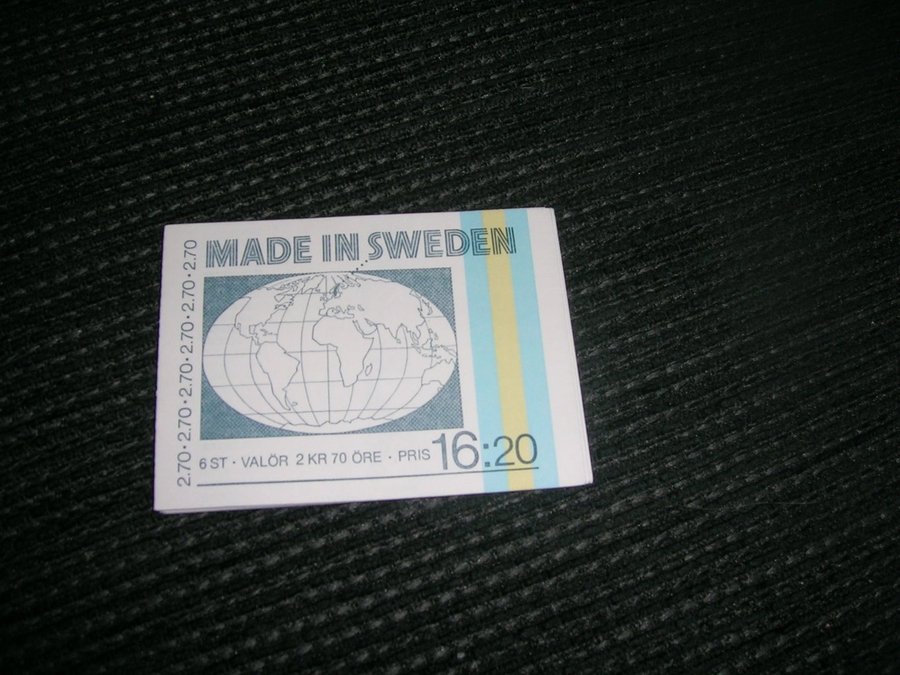 MADE IN SWEDEN
2.70·2.70·2.70·2.70·2.70·2.70
6 ST · VALÖR 2 KR 70 ÖRE · PRIS 16:20